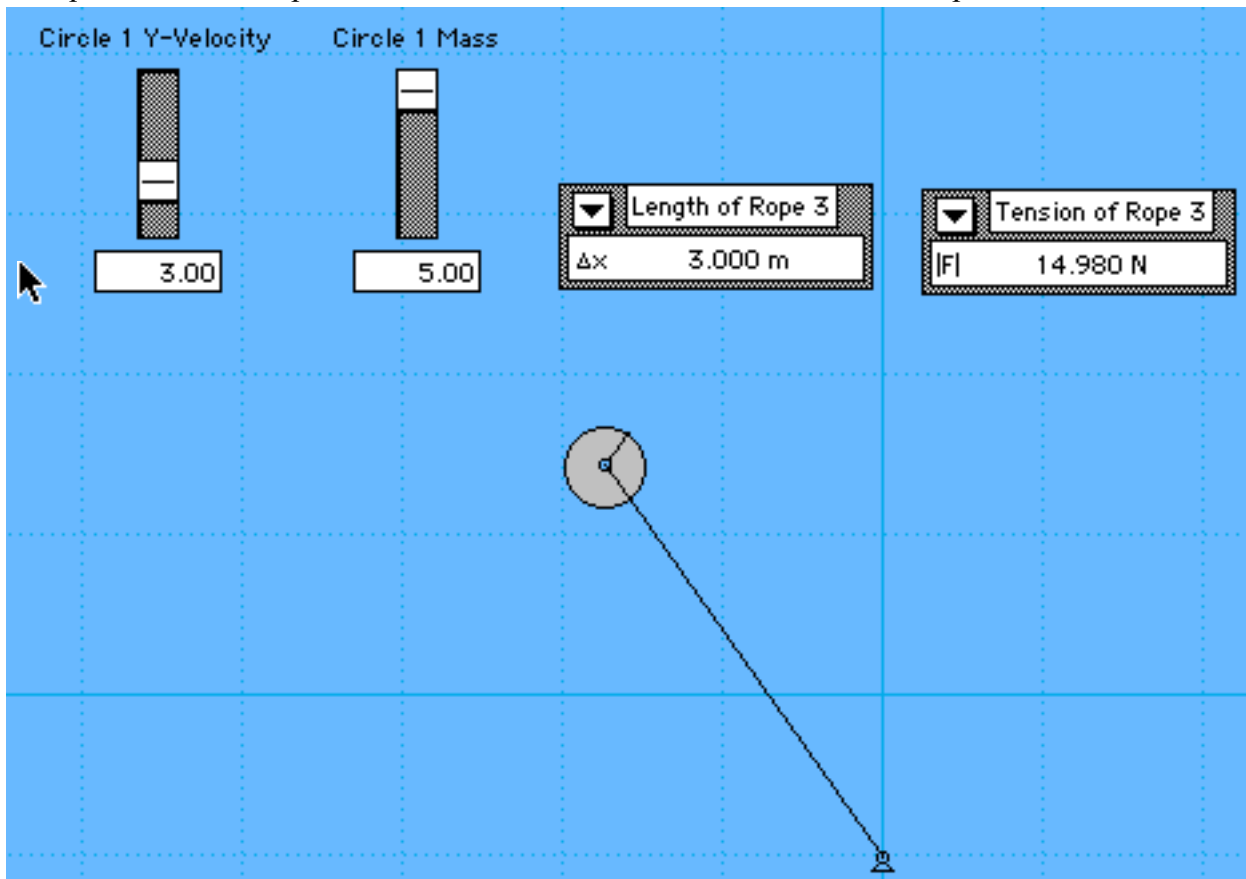 Circle 1 Y-Velocity
Circle 1 Mass
3.00
5.00
Length of Rope 3
Δx 3.000 m
Tension of Rope 3
|F| 14.980 N